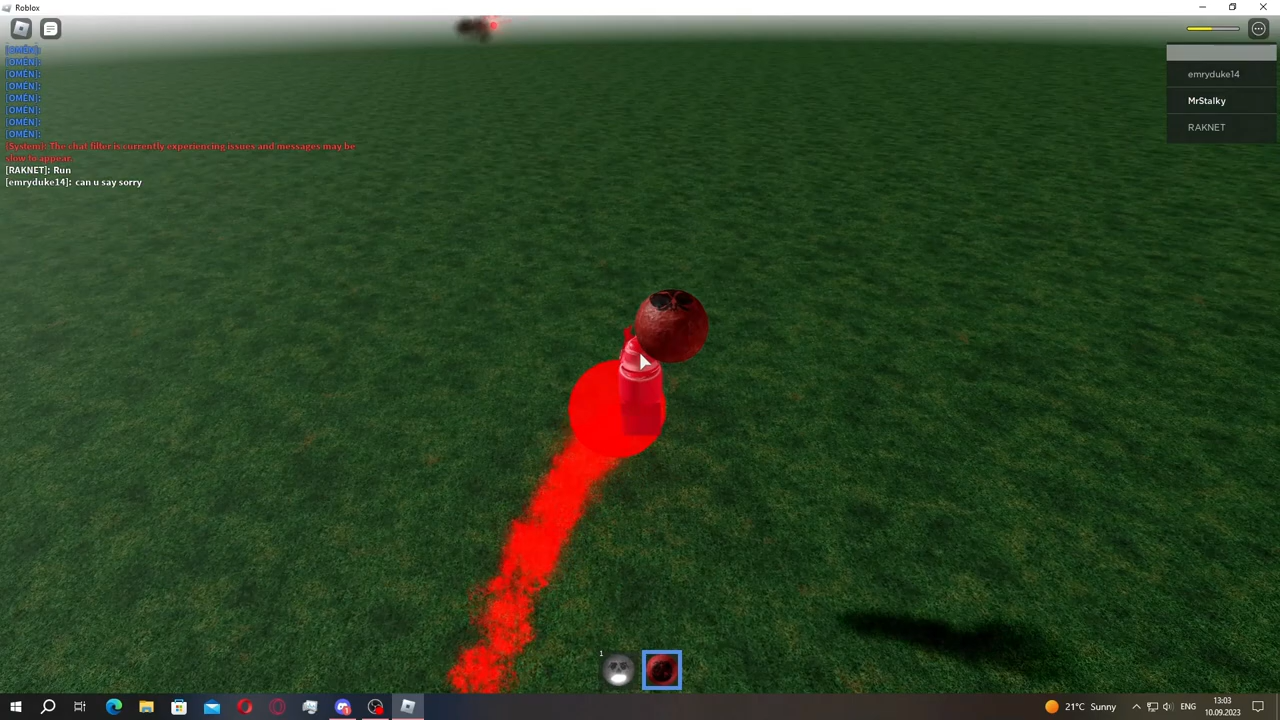 Roblox
[OMEN]:
[OMEN]:
[OMEN]:
[OMEN]:
[OMEN]:
[OMEN]:
[OMEN]:
[OMEN]:
[System]: The chat filter is currently experiencing issues and messages may be
slow to appear.
[RAKNET]: Run
[emryduke14]: can u say sorry
emryduke14
MrStalky
RAKNET
1
21°C Sunny
ENG
13:03
10.09.2023